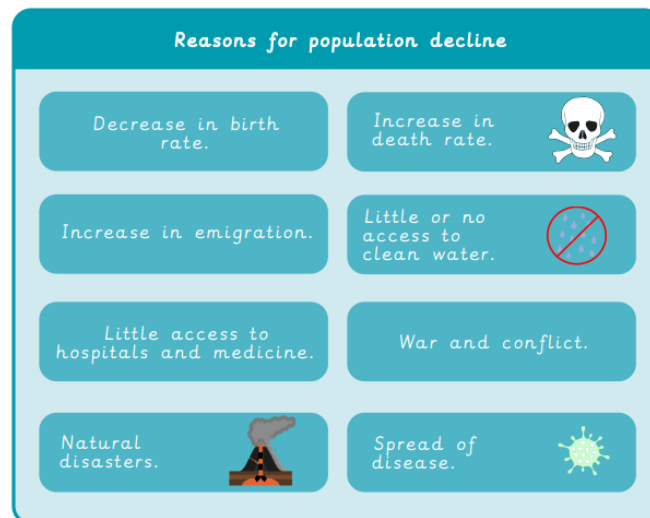 Reasons for population decline
Decrease in birth
rate.
Increase in
death rate.
Increase in emigration.
Little or no
access to
clean water.
Little access to
hospitals and medicine.
War and conflict.
Natural
disasters.
Spread of
disease.